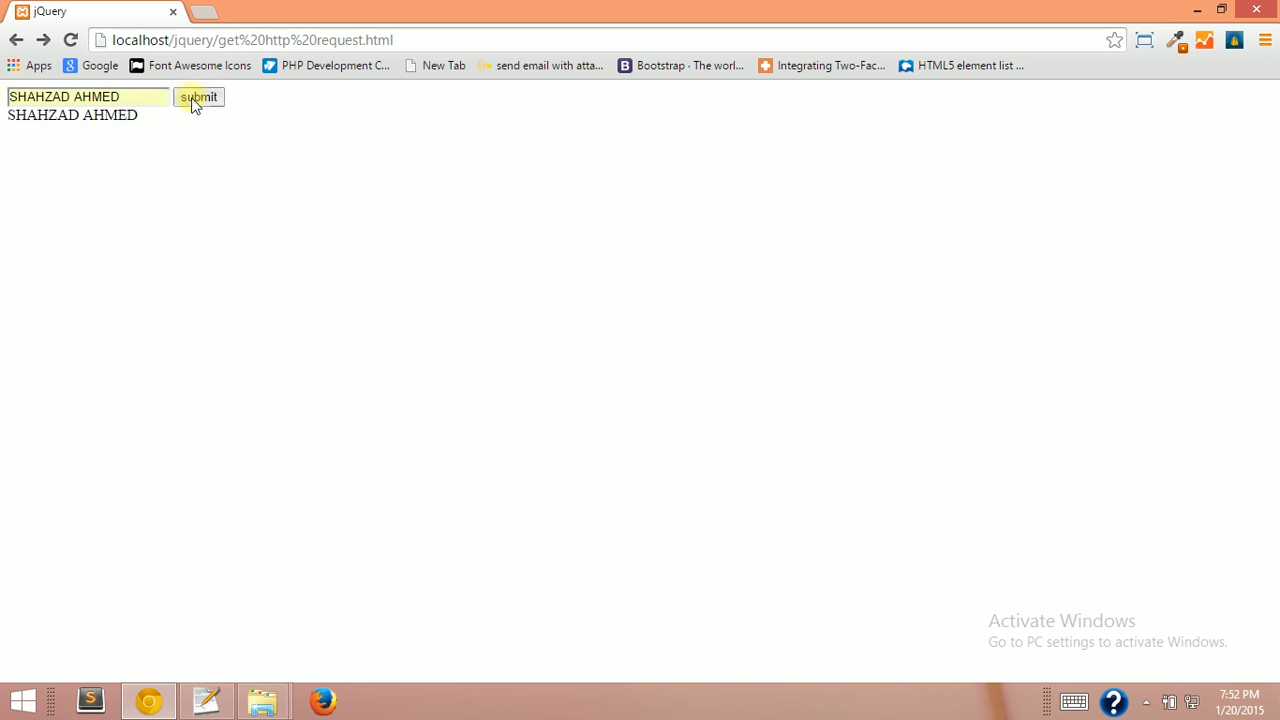 jQuery
localhost/jquery/get%20http%20request.html
Apps Google Font Awesome Icons PHP Development C... New Tab send email with atta... Bootstrap · The worl... Integrating Two-Fac... HTML5 element list ...
SHAHZAD AHMED submit
SHAHZAD AHMED
Activate Windows
Go to PC settings to activate Windows.
7:52 PM
1/20/2015